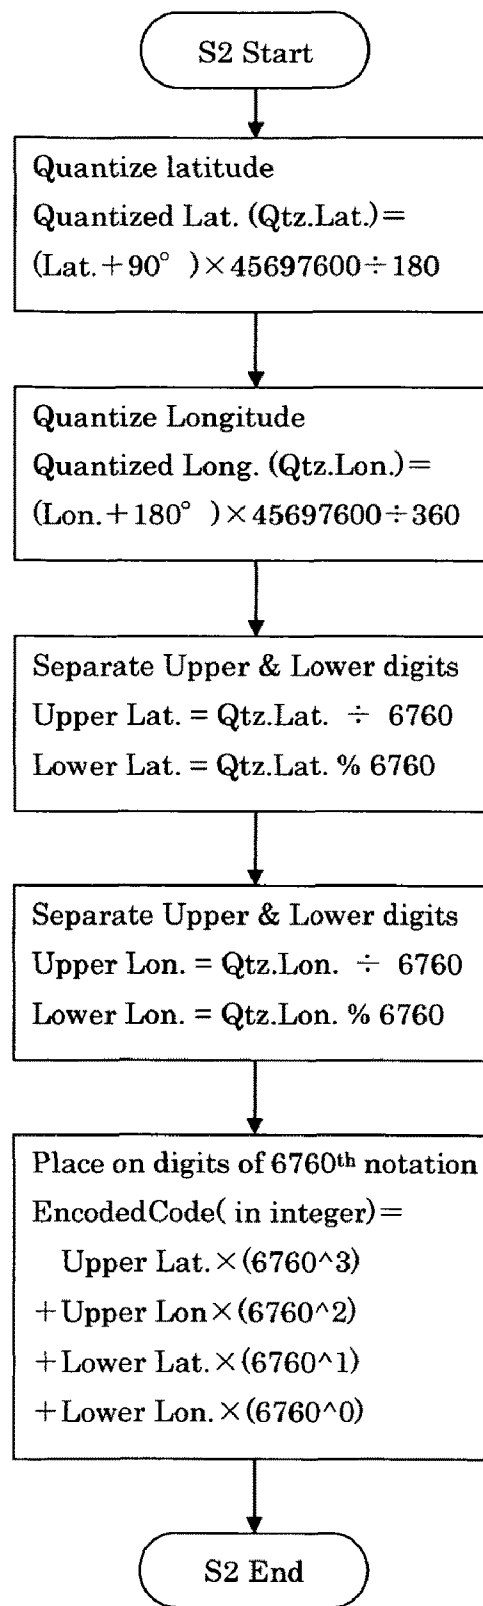 S2 Start
Quantize latitude
Quantized Lat. (Qtz.Lat.)=
(Lat.+90° )×45697600÷180
Quantize Longitude
Quantized Long. (Qtz.Lon.)=
(Lon.+180° )×45697600÷360
Separate Upper & Lower digits
Upper Lat. = Qtz.Lat. ÷ 6760
Lower Lat. = Qtz.Lat. % 6760
Separate Upper & Lower digits
Upper Lon. = Qtz.Lon. ÷ 6760
Lower Lon. = Qtz.Lon. % 6760
Place on digits of 6760th notation
EncodedCode( in integer)=
Upper Lat.×(6760^3)
+Upper Lon×(6760^2)
+Lower Lat.×(6760^1)
+Lower Lon.×(6760^0)
S2 End